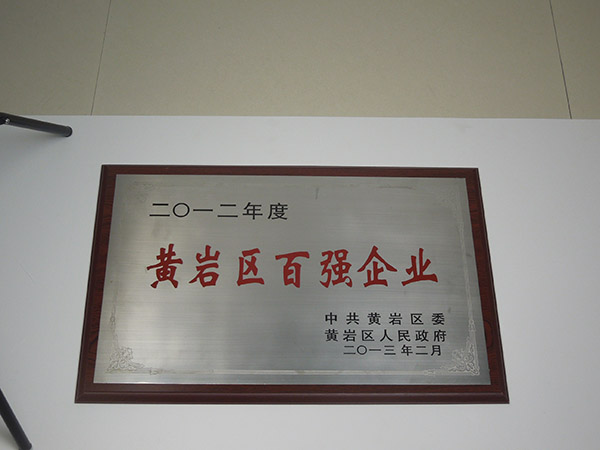 二〇一二年度
黄岩区百强企业
中共黄岩区委
黄岩区人民政府
二〇一三年二月